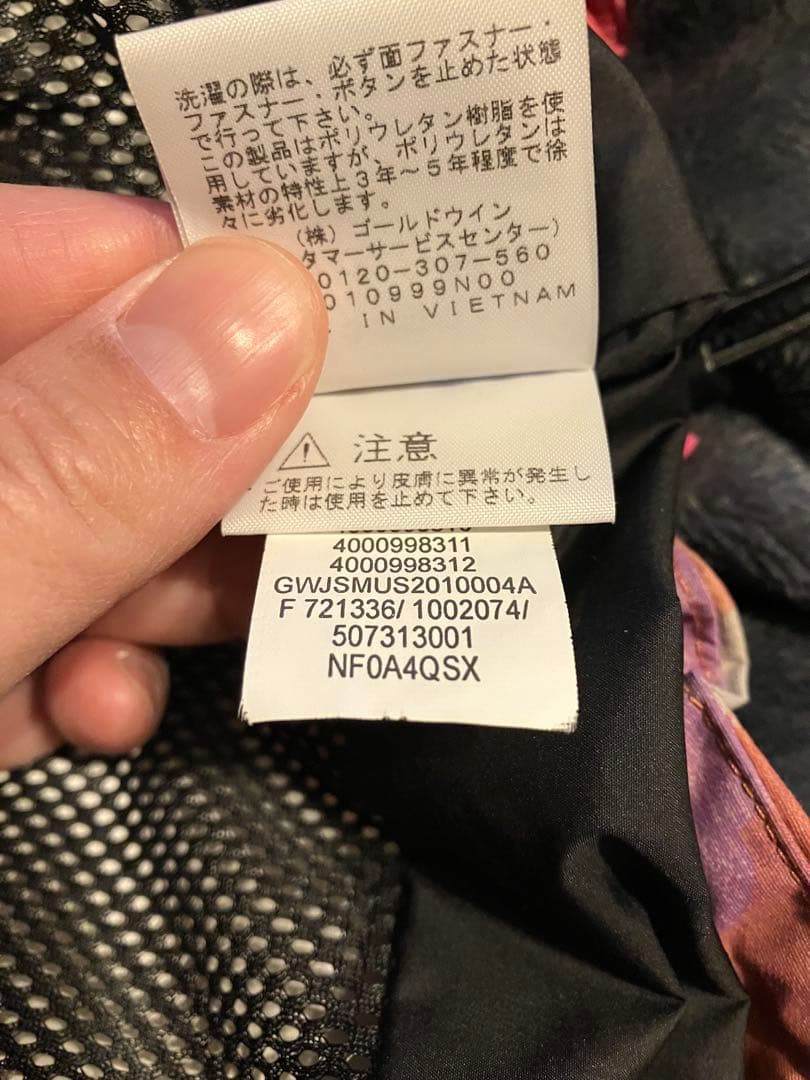 洗濯の際は、必ず面ファスナー・
ファスナー、ボタンを止めた状態
で行って下さい。
この製品はポリウレタン樹脂を使
用していますが、ポリウレタンは
素材の特性上3年～5年程度で徐
々に劣化します。
(株)ゴールドウイン
タマーサービスセンター)
0120-307-560
010999N00
IN VIETNAM
注意
・ご使用により皮膚に異常が発生し
た時は使用を止めて下さい。
4000998311
4000998312
GWJSMUS2010004A
F 721336/ 1002074/
507313001
NF0A4QSX